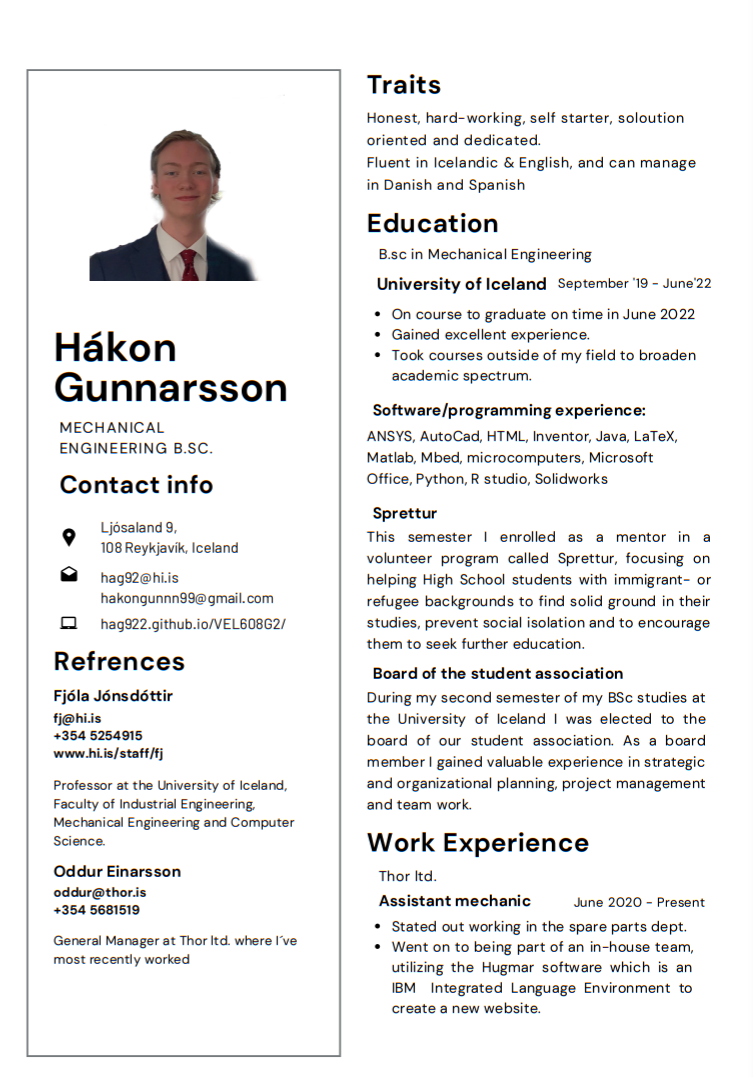 Hákon
Gunnarsson
MECHANICAL
ENGINEERING B.SC.
Contact info
Ljósaland 9,
108 Reykjavík, Iceland
hag92@hi.is
hakongunnn99@gmail.com
hag922.github.io/VEL608G2/
Refrences
Fjóla Jónsdóttir
fj@hi.is
+354 5254915
www.hi.is/staff/fj
Professor at the University of Iceland,
Faculty of Industrial Engineering,
Mechanical Engineering and Computer
Science.
Oddur Einarsson
oddur@thor.is
+354 5681519
General Manager at Thor ltd. where I´ve
most recently worked
Traits
Honest, hard-working, self starter, soloution
oriented and dedicated.
Fluent in Icelandic & English, and can manage
in Danish and Spanish
Education
B.sc in Mechanical Engineering
University of Iceland September '19 - June'22
• On course to graduate on time in June 2022
• Gained excellent experience.
• Took courses outside of my field to broaden
academic spectrum.
Software/programming experience:
ANSYS, AutoCad, HTML, Inventor, Java, LaTeX,
Matlab, Mbed, microcomputers, Microsoft
Office, Python, R studio, Solidworks
Sprettur
This semester I enrolled as a mentor in a
volunteer program called Sprettur, focusing on
helping High School students with immigrant- or
refugee backgrounds to find solid ground in their
studies, prevent social isolation and to encourage
them to seek further education.
Board of the student association
During my second semester of my BSc studies at
the University of Iceland I was elected to the
board of our student association. As a board
member I gained valuable experience in strategic
and organizational planning, project management
and team work.
Work Experience
Thor ltd.
Assistant mechanic June 2020 - Present
• Stated out working in the spare parts dept.
• Went on to being part of an in-house team,
utilizing the Hugmar software which is an
IBM Integrated Language Environment to
create a new website.